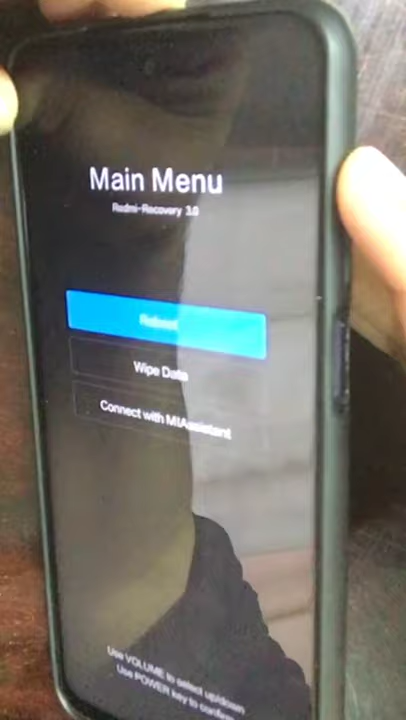 Main Menu
Redmi-Recovery 3.0
Reboot
Wipe Data
Connect with MIAssistant
Use VOLUME to select up/down
Use POWER key to confirm